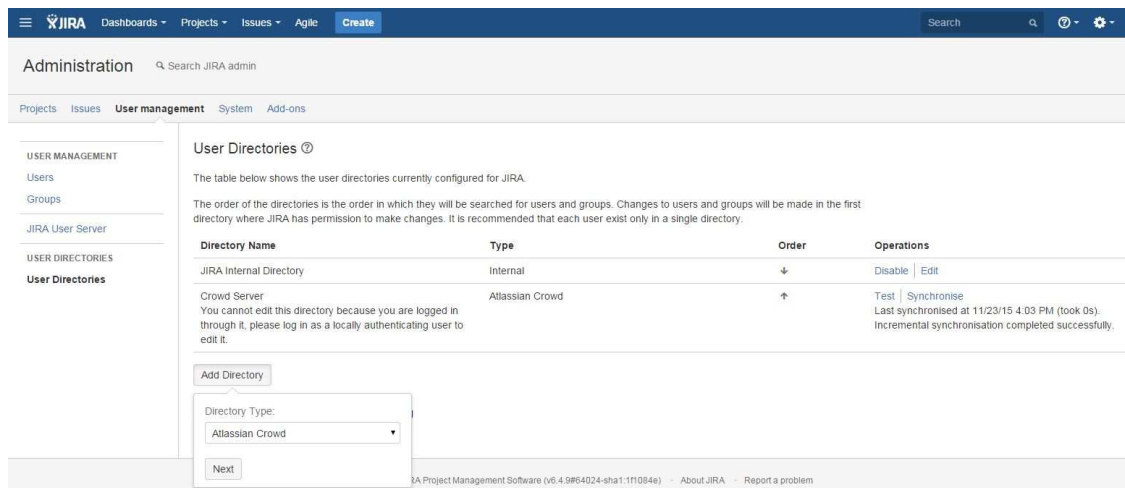 JIRA Dashboards Projects Issues Agile Create Search
Administration Search JIRA admin
Projects Issues User management System Add-ons
USER MANAGEMENT
Users
Groups
JIRA User Server
USER DIRECTORIES
User Directories
User Directories
The table below shows the user directories currently configured for JIRA.
The order of the directories is the order in which they will be searched for users and groups. Changes to users and groups will be made in the first
directory where JIRA has permission to make changes. It is recommended that each user exist only in a single directory.
Directory Name Type Order Operations
JIRA Internal Directory Internal Disable Edit
Crowd Server Atlassian Crowd Test Synchronise
You cannot edit this directory because you are logged in
through it, please log in as a locally authenticating user to
edit it.
Last synchronised at 11/23/15 4:03 PM (took 0s).
Incremental synchronisation completed successfully.
Add Directory
Directory Type:
Atlassian Crowd
Next
Project Management Software (v6.4.9#64024-sha1:1f1084e) - About JIRA - Report a problem